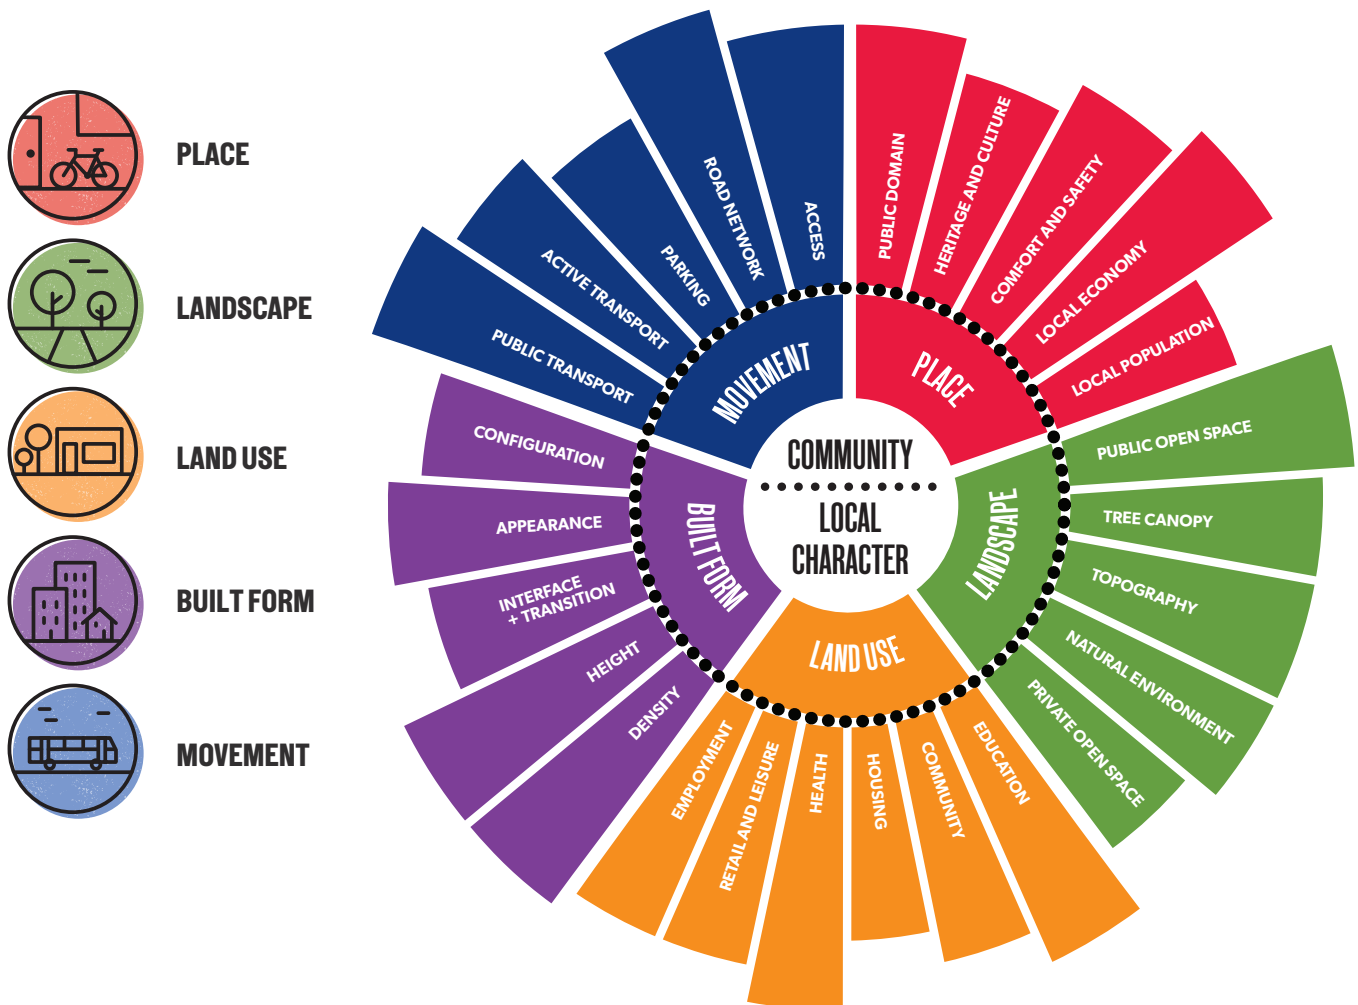 PLACE
LANDSCAPE
LAND USE
BUILT FORM
MOVEMENT
COMMUNITY
LOCAL
CHARACTER
PLACE
PUBLIC DOMAIN
HERITAGE AND CULTURE
COMFORT AND SAFETY
LOCAL ECONOMY
LOCAL POPULATION
LANDSCAPE
PUBLIC OPEN SPACE
TREE CANOPY
TOPOGRAPHY
NATURAL ENVIRONMENT
PRIVATE OPEN SPACE
LAND USE
EDUCATION
COMMUNITY
HOUSING
HEALTH
RETAIL AND LEISURE
EMPLOYMENT
BUILT FORM
DENSITY
HEIGHT
INTERFACE
+ TRANSITION
APPEARANCE
CONFIGURATION
MOVEMENT
PUBLIC TRANSPORT
ACTIVE TRANSPORT
PARKING
ROAD NETWORK
ACCESS